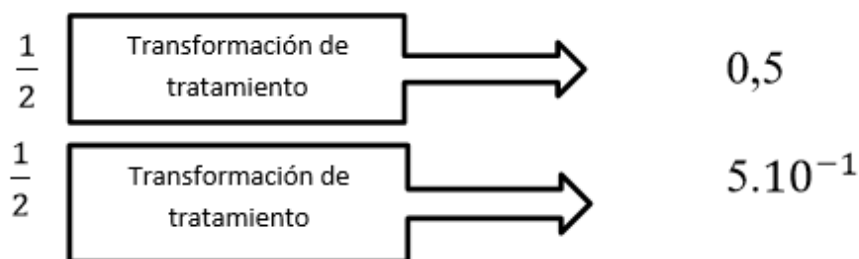 1/2 Transformación de
tratamiento 0,5
1/2 Transformación de
tratamiento 5.10⁻¹